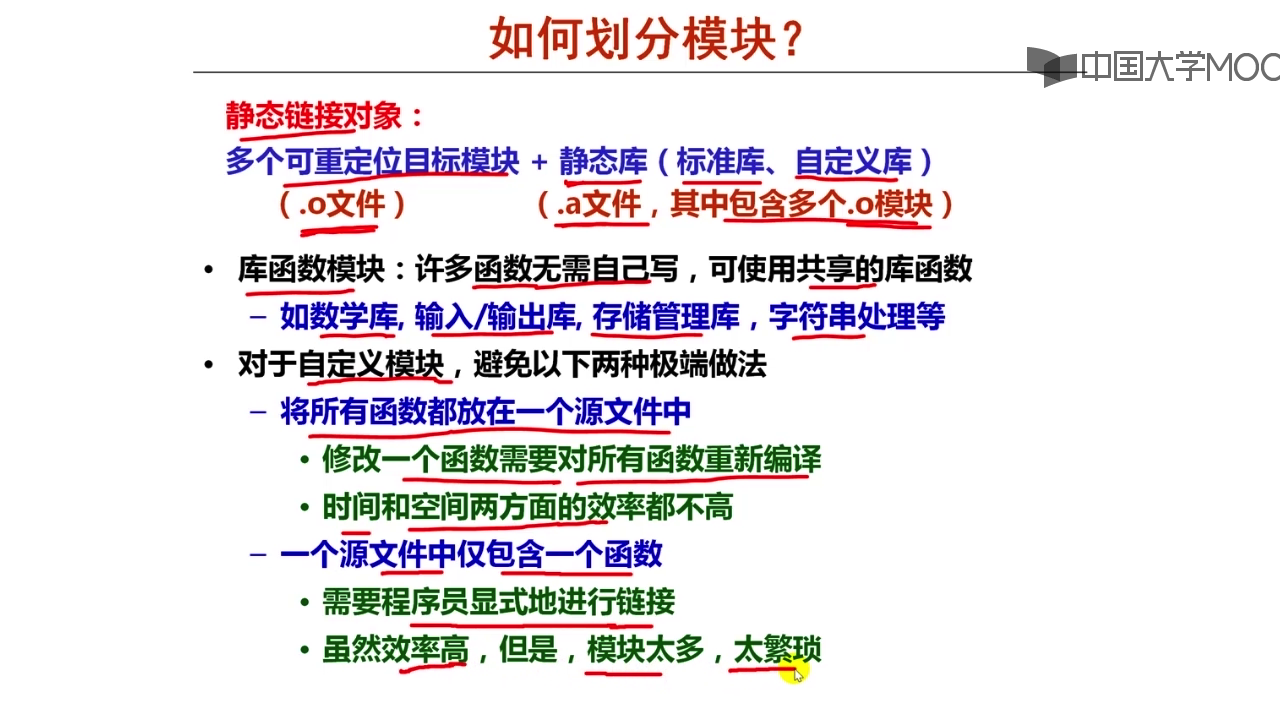 如何划分模块？
中国大学MOO
静态链接对象：
多个可重定位目标模块 + 静态库（标准库、自定义库）
（.o文件） （.a文件，其中包含多个.o模块）
• 库函数模块：许多函数无需自己写，可使用共享的库函数
– 如数学库, 输入/输出库, 存储管理库，字符串处理等
• 对于自定义模块，避免以下两种极端做法
– 将所有函数都放在一个源文件中
• 修改一个函数需要对所有函数重新编译
• 时间和空间两方面的效率都不高
– 一个源文件中仅包含一个函数
• 需要程序员显式地进行链接
• 虽然效率高，但是，模块太多，太繁琐